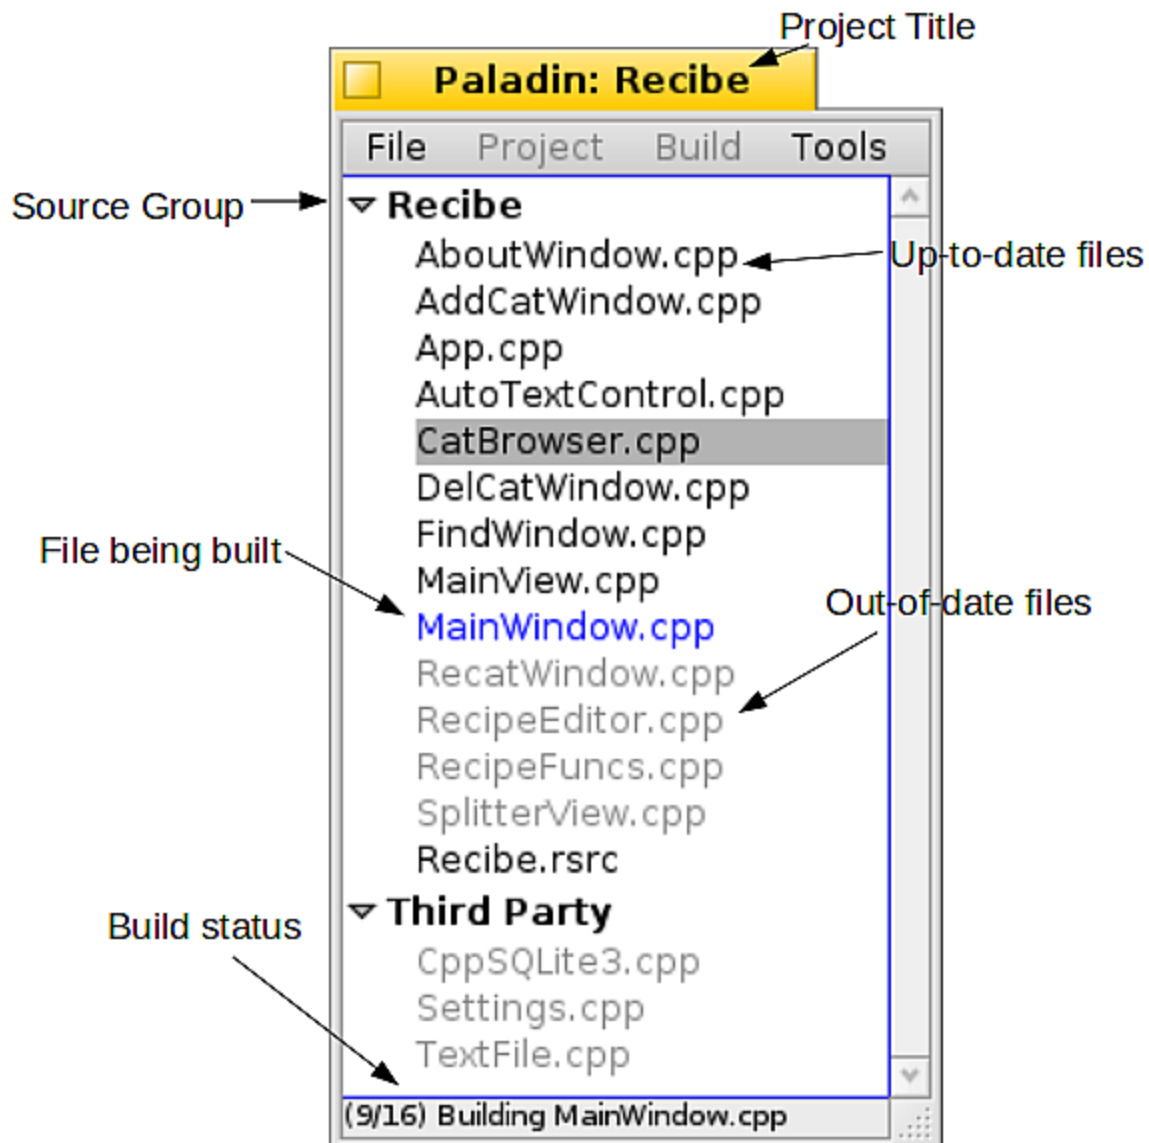 Project Title
Paladin: Recibe
File Project Build Tools
Source Group
Recibe
AboutWindow.cpp
Up-to-date files
AddCatWindow.cpp
App.cpp
AutoTextControl.cpp
CatBrowser.cpp
DelCatWindow.cpp
FindWindow.cpp
File being built
MainView.cpp
Out-of-date files
MainWindow.cpp
RecatWindow.cpp
RecipeEditor.cpp
RecipeFuncs.cpp
SplitterView.cpp
Recibe.rsrc
Third Party
Build status
CppSQLite3.cpp
Settings.cpp
TextFile.cpp
(9/16) Building MainWindow.cpp